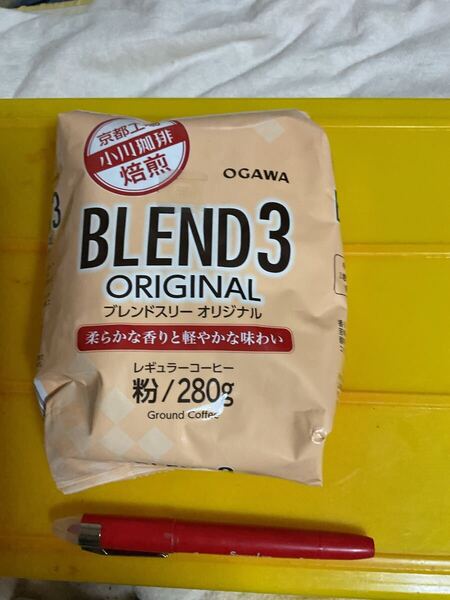 京都工場
小川珈琲
焙煎
OGAWA
BLEND3
ORIGINAL
ブレンドスリー オリジナル
柔らかな香りと軽やかな味わい
レギュラーコーヒー
粉/280g
Ground Coffee